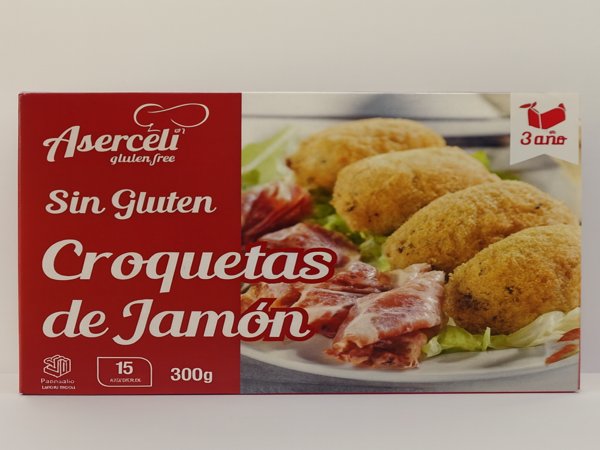 Aserceli
gluten free
3 año
Sin Gluten
Croquetas
de Jamón
15
300g